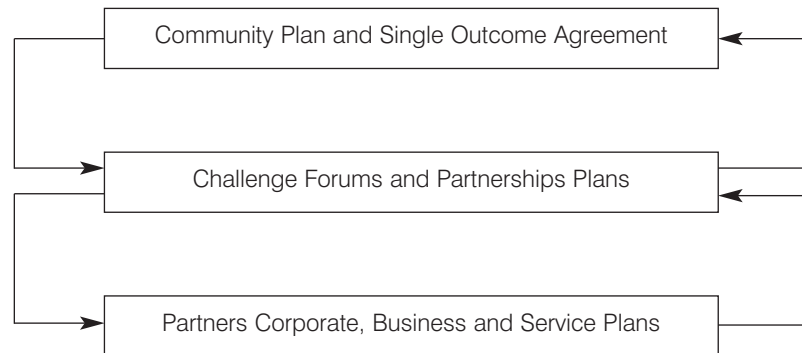 Community Plan and Single Outcome Agreement
Challenge Forums and Partnerships Plans
Partners Corporate, Business and Service Plans